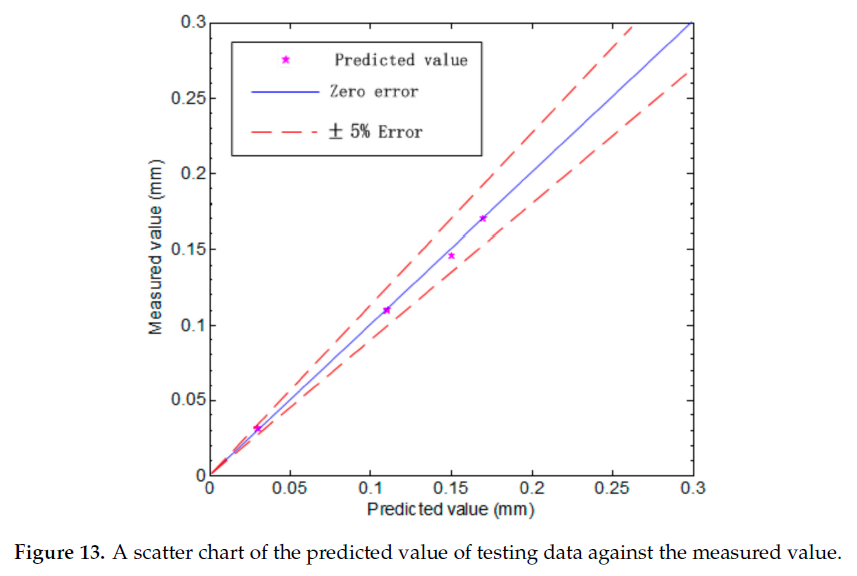 0.3
0.25
0.2
0.15
0.1
0.05
0
Measured value (mm)
Predicted value
Zero error
± 5% Error
0 0.05 0.1 0.15 0.2 0.25 0.3
Predicted value (mm)
Figure 13. A scatter chart of the predicted value of testing data against the measured value.